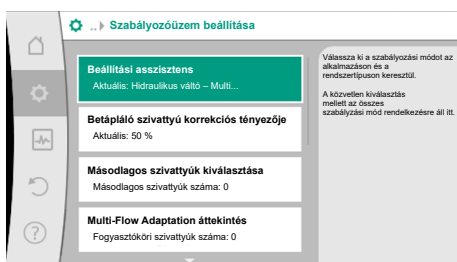 .. Szabályozóüzem beállítása
Beállítási asszisztens
Aktuális: Hidraulikus váltó – Multi...
Betápláló szivattyú korrekciós tényezője
Aktuális: 50 %
Másodlagos szivattyúk kiválasztása
Másodlagos szivattyúk száma: 0
Multi-Flow Adaptation áttekintés
Fogyasztóköri szivattyúk száma: 0
Válassza ki a szabályozási módot az
alkalmazáson és a
rendszertípuson keresztül.
A közvetlen kiválasztás
mellett az összes
szabályzási mód rendelkezésre áll itt.